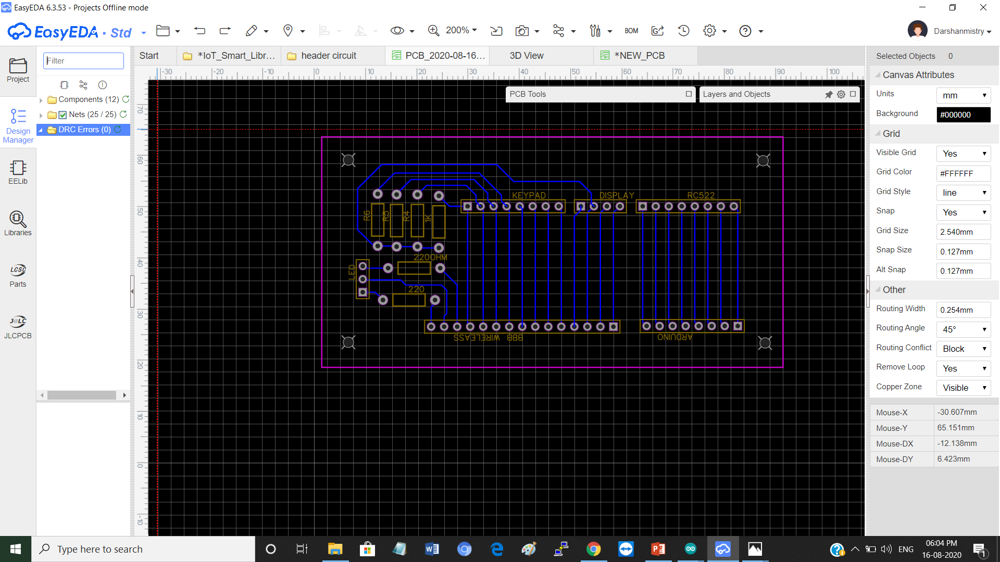 EasyEDA 6.3.53 - Projects Offline mode
EasyEDA · Std
200%
BOM
Darshanmistry
Project
Design
Manager
EELib
Libraries
LCSC
Parts
J@LC
JLCPCB
Filter
Components (12)
Nets (25 / 25)
DRC Errors (0)
Start
*IoT_Smart_Libr...
header circuit
PCB_2020-08-16...
3D View
*NEW_PCB
-30 -20 -10 0 10 20 30 40 50 60 70 80 90 100
70
60
50
40
30
20
10
0
-10
PCB Tools
Layers and Objects
KEYPAD
DISPLAY
RC522
R6
R5
R4
1K
220OHM
LED
220
WIRELEASS
BBB
ARDUINO
Selected Objects 0
Canvas Attributes
Units mm
Background #000000
Grid
Visible Grid Yes
Grid Color #FFFFFF
Grid Style line
Snap Yes
Grid Size 2.540mm
Snap Size 0.127mm
Alt Snap 0.127mm
Other
Routing Width 0.254mm
Routing Angle 45°
Routing Conflict Block
Remove Loop Yes
Copper Zone Visible
Mouse-X -30.607mm
Mouse-Y 65.151mm
Mouse-DX -12.138mm
Mouse-DY 6.423mm
Type here to search
ENG
06:04 PM
16-08-2020
1